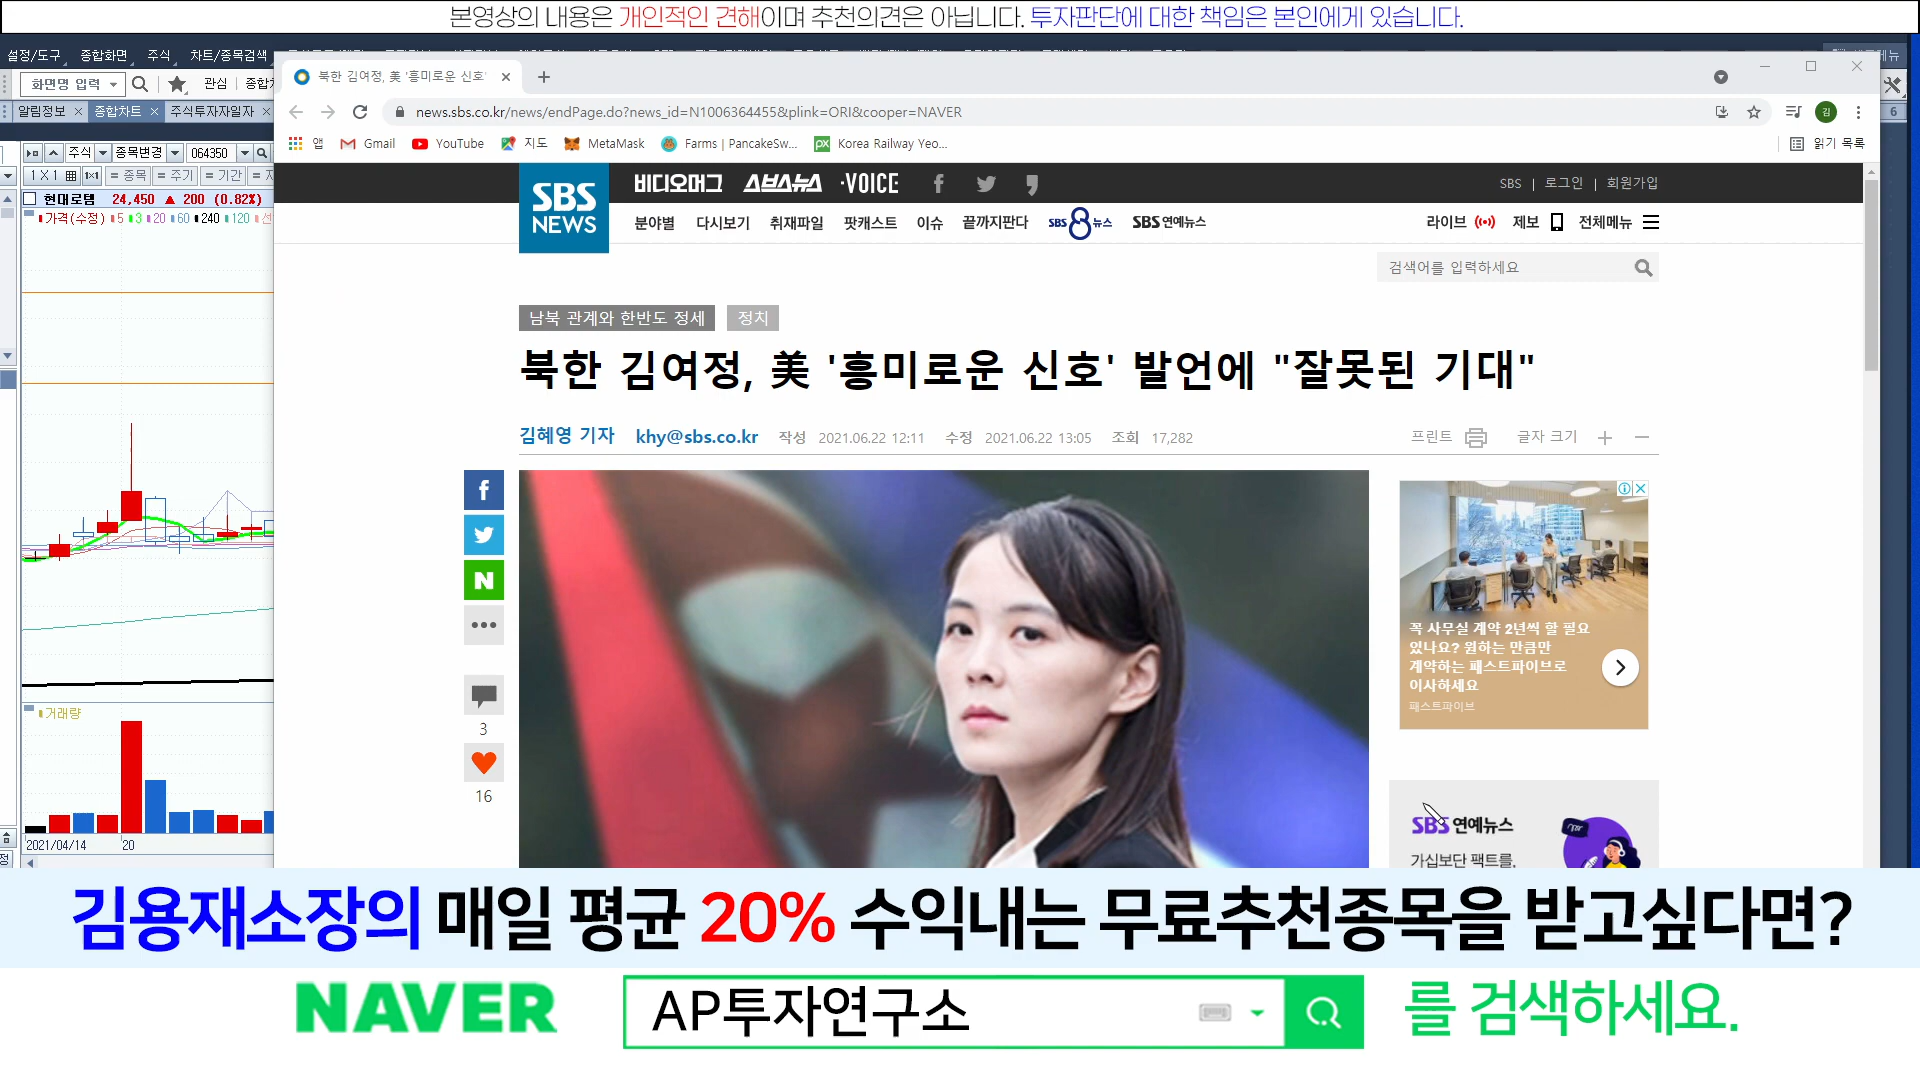 본영상의 내용은 개인적인 견해이며 추천의견은 아닙니다. 투자판단에 대한 책임은 본인에게 있습니다.
설정/도구 종합화면 주식 차트/종목검색
화면명 입력 관심
알림정보 × 종합차트 × 주식투자자일자 ×
북한 김여정, 美 '흥미로운 신호' ×
news.sbs.co.kr/news/endPage.do?news_id=N1006364455&plink=ORI&cooper=NAVER
김
6
앱 Gmail YouTube 지도 MetaMask Farms | PancakeSw... Korea Railway Yeo... 읽기 목록
주식 종목변경 064350
1 X 1 = 종목 = 주기 = 기간
현대로템 24,450 ▲ 200 (0.82%)
가격(수정) 5 3 20 60 240 120
거래량
2021/04/14 20
SBS NEWS
비디오머그 스브스뉴스 ·VOICE
SBS | 로그인 | 회원가입
분야별 다시보기 취재파일 팟캐스트 이슈 끝까지판다 SBS 8 뉴스 SBS 연예뉴스
라이브 제보 전체메뉴
검색어를 입력하세요
남북 관계와 한반도 정세 정치
북한 김여정, 美 '흥미로운 신호' 발언에 "잘못된 기대"
김혜영 기자 khy@sbs.co.kr 작성 2021.06.22 12:11 수정 2021.06.22 13:05 조회 17,282
프린트 글자 크기
3
16
꼭 사무실 계약 2년씩 할 필요
있나요? 원하는 만큼만
계약하는 패스트파이브로
이사하세요
패스트파이브
SBS 연예뉴스
가십보단 팩트를,
김용재소장의 매일 평균 20% 수익내는 무료추천종목을 받고싶다면?
NAVER AP투자연구소 를 검색하세요.